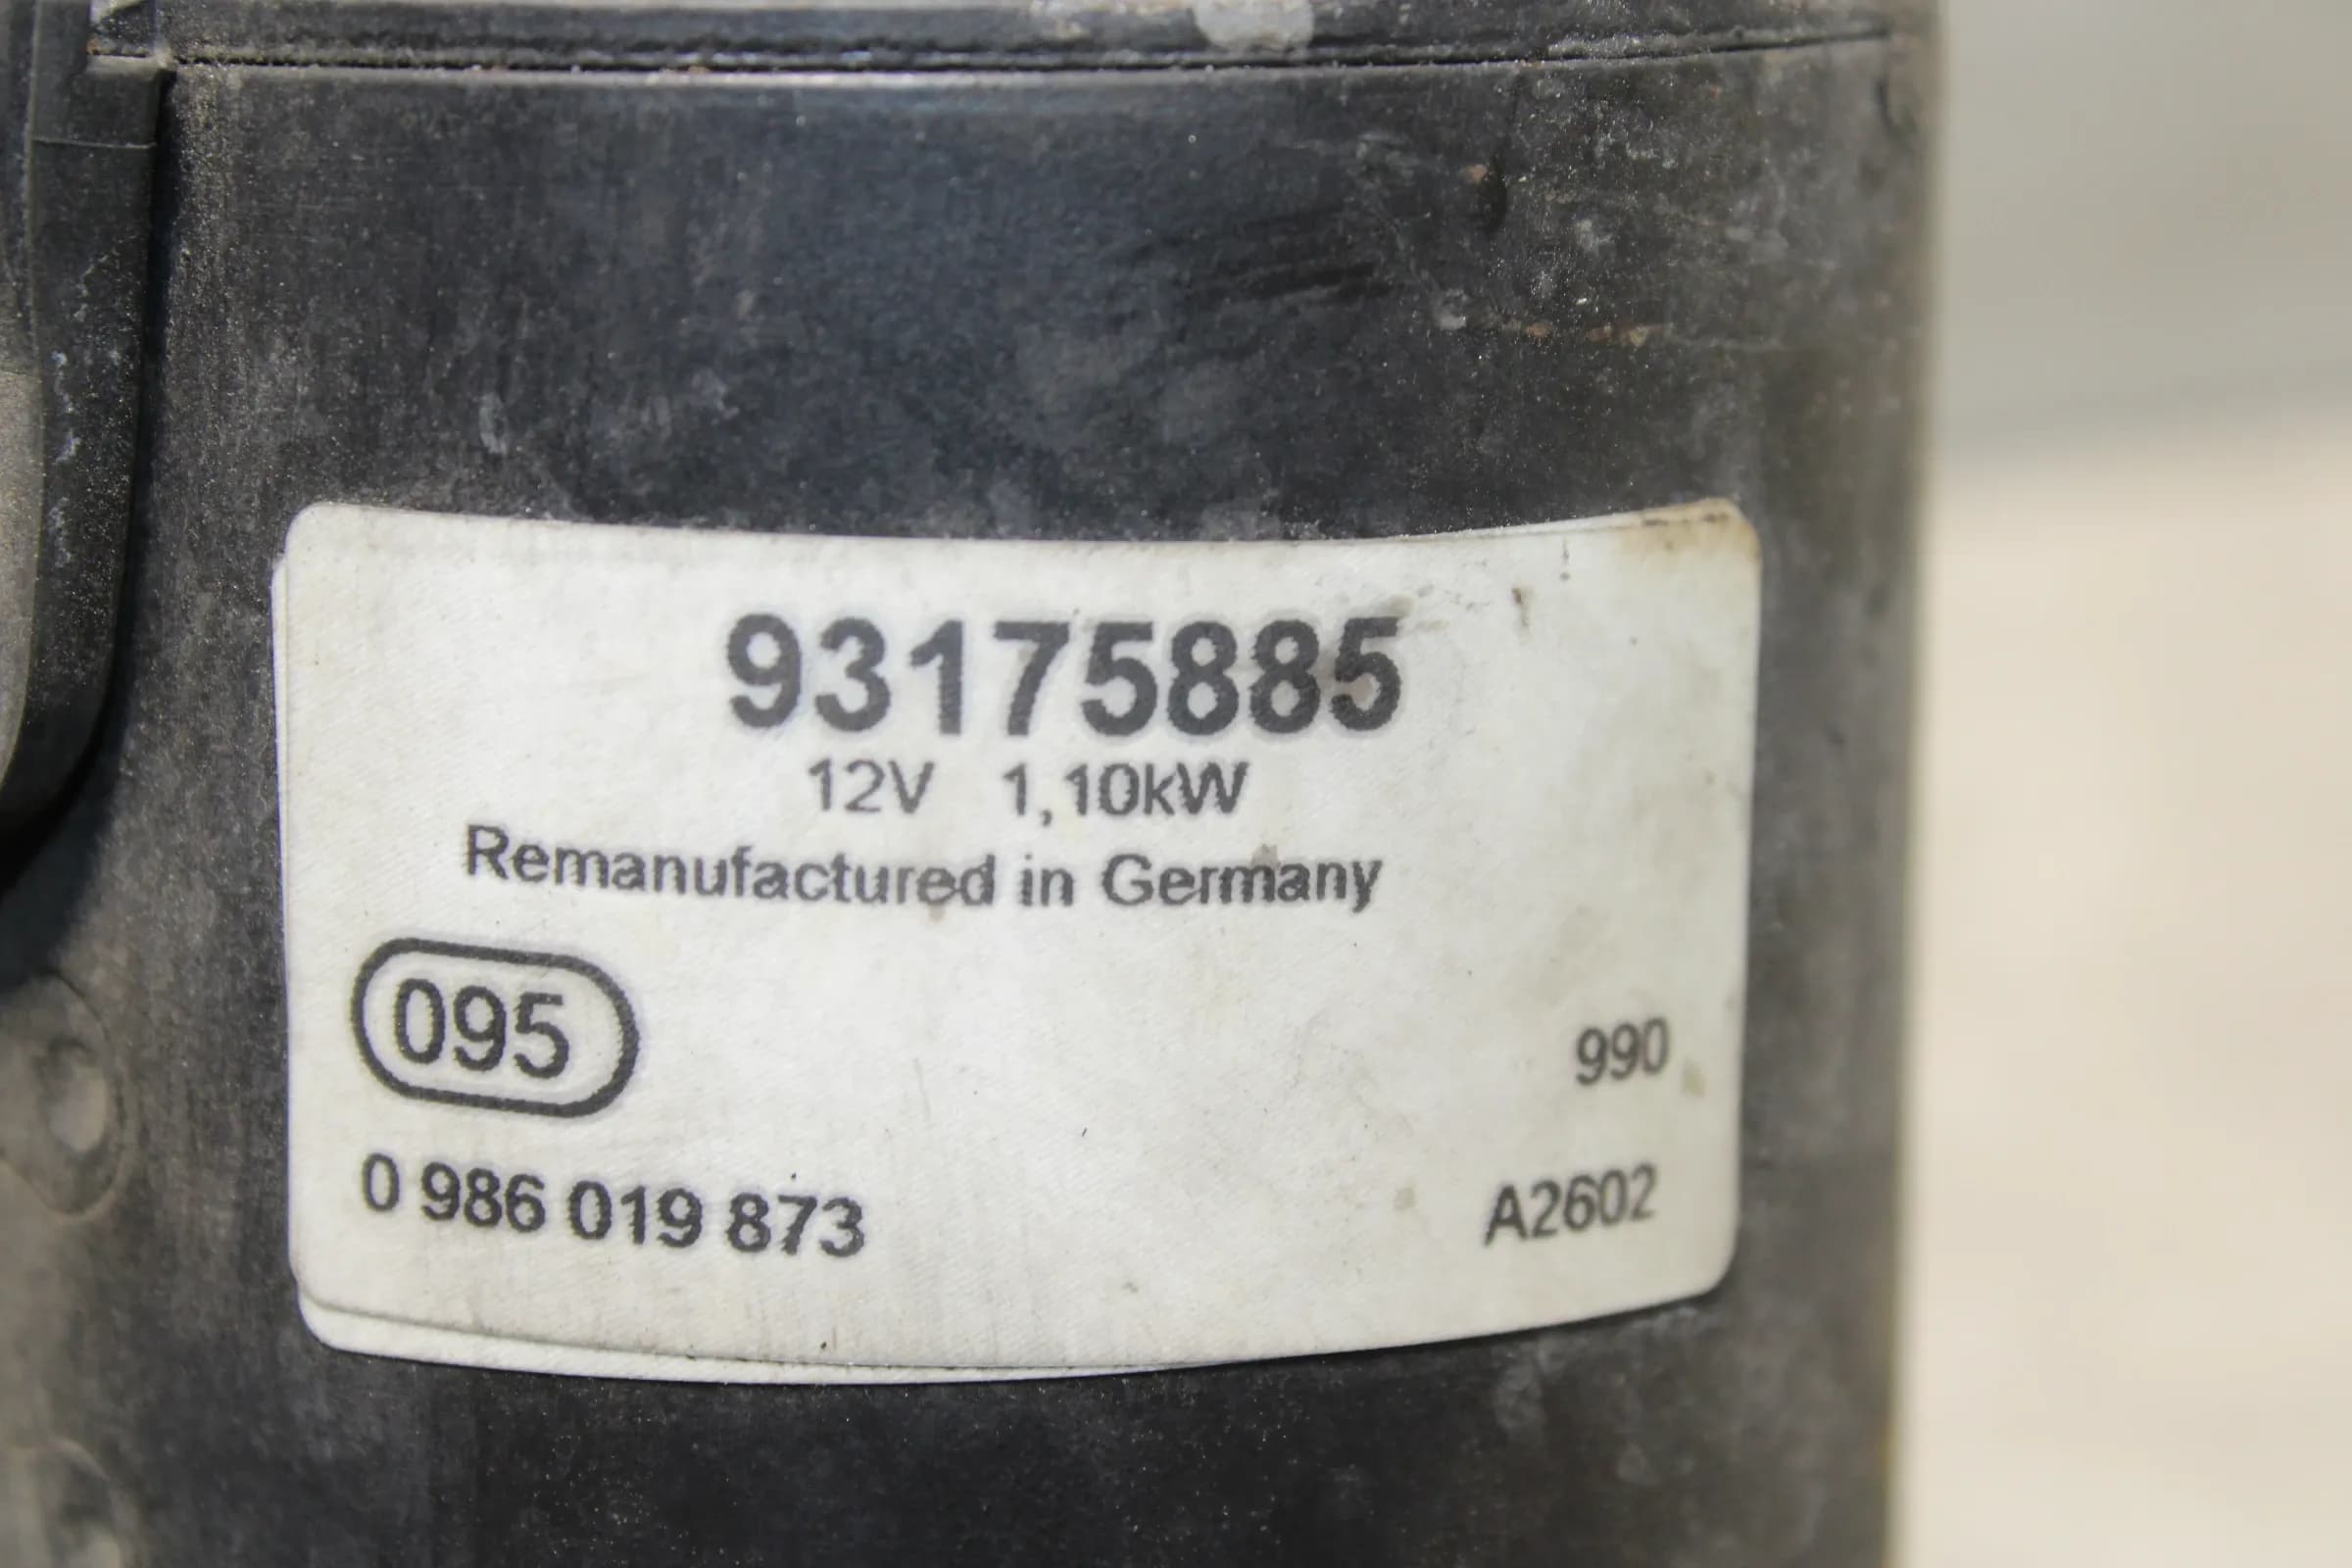 93175885
12V 1,10kW
Remanufactured in Germany
095
990
0 986 019 873
A2602